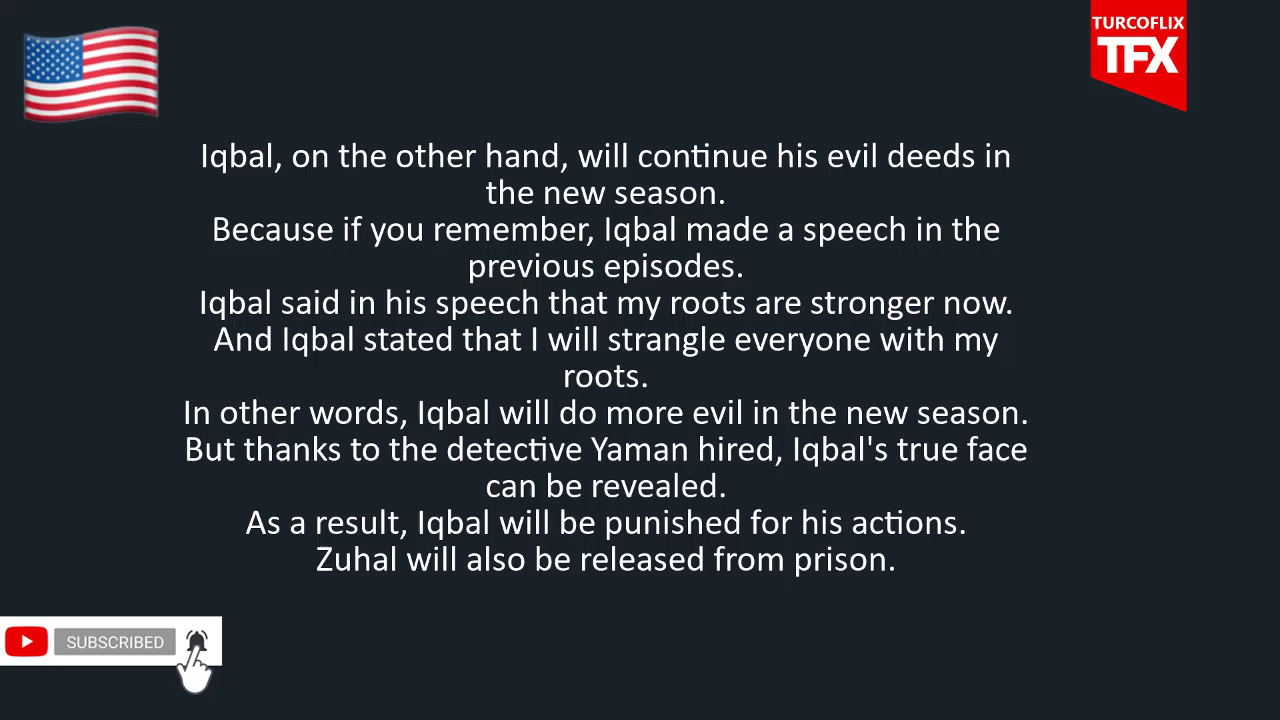 TURCOFLIX
TFX
Iqbal, on the other hand, will continue his evil deeds in
the new season.
Because if you remember, Iqbal made a speech in the
previous episodes.
Iqbal said in his speech that my roots are stronger now.
And Iqbal stated that I will strangle everyone with my
roots.
In other words, Iqbal will do more evil in the new season.
But thanks to the detective Yaman hired, Iqbal's true face
can be revealed.
As a result, Iqbal will be punished for his actions.
Zuhal will also be released from prison.
SUBSCRIBED